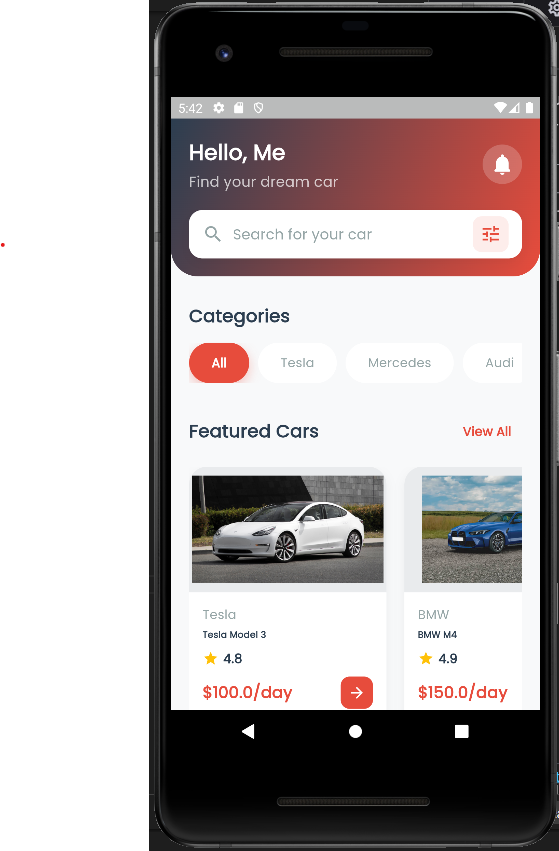 5:42
Hello, Me
Find your dream car
Search for your car
Categories
All Tesla Mercedes Audi
Featured Cars View All
Tesla BMW
Tesla Model 3 BMW M4
4.8 4.9
$100.0/day $150.0/day